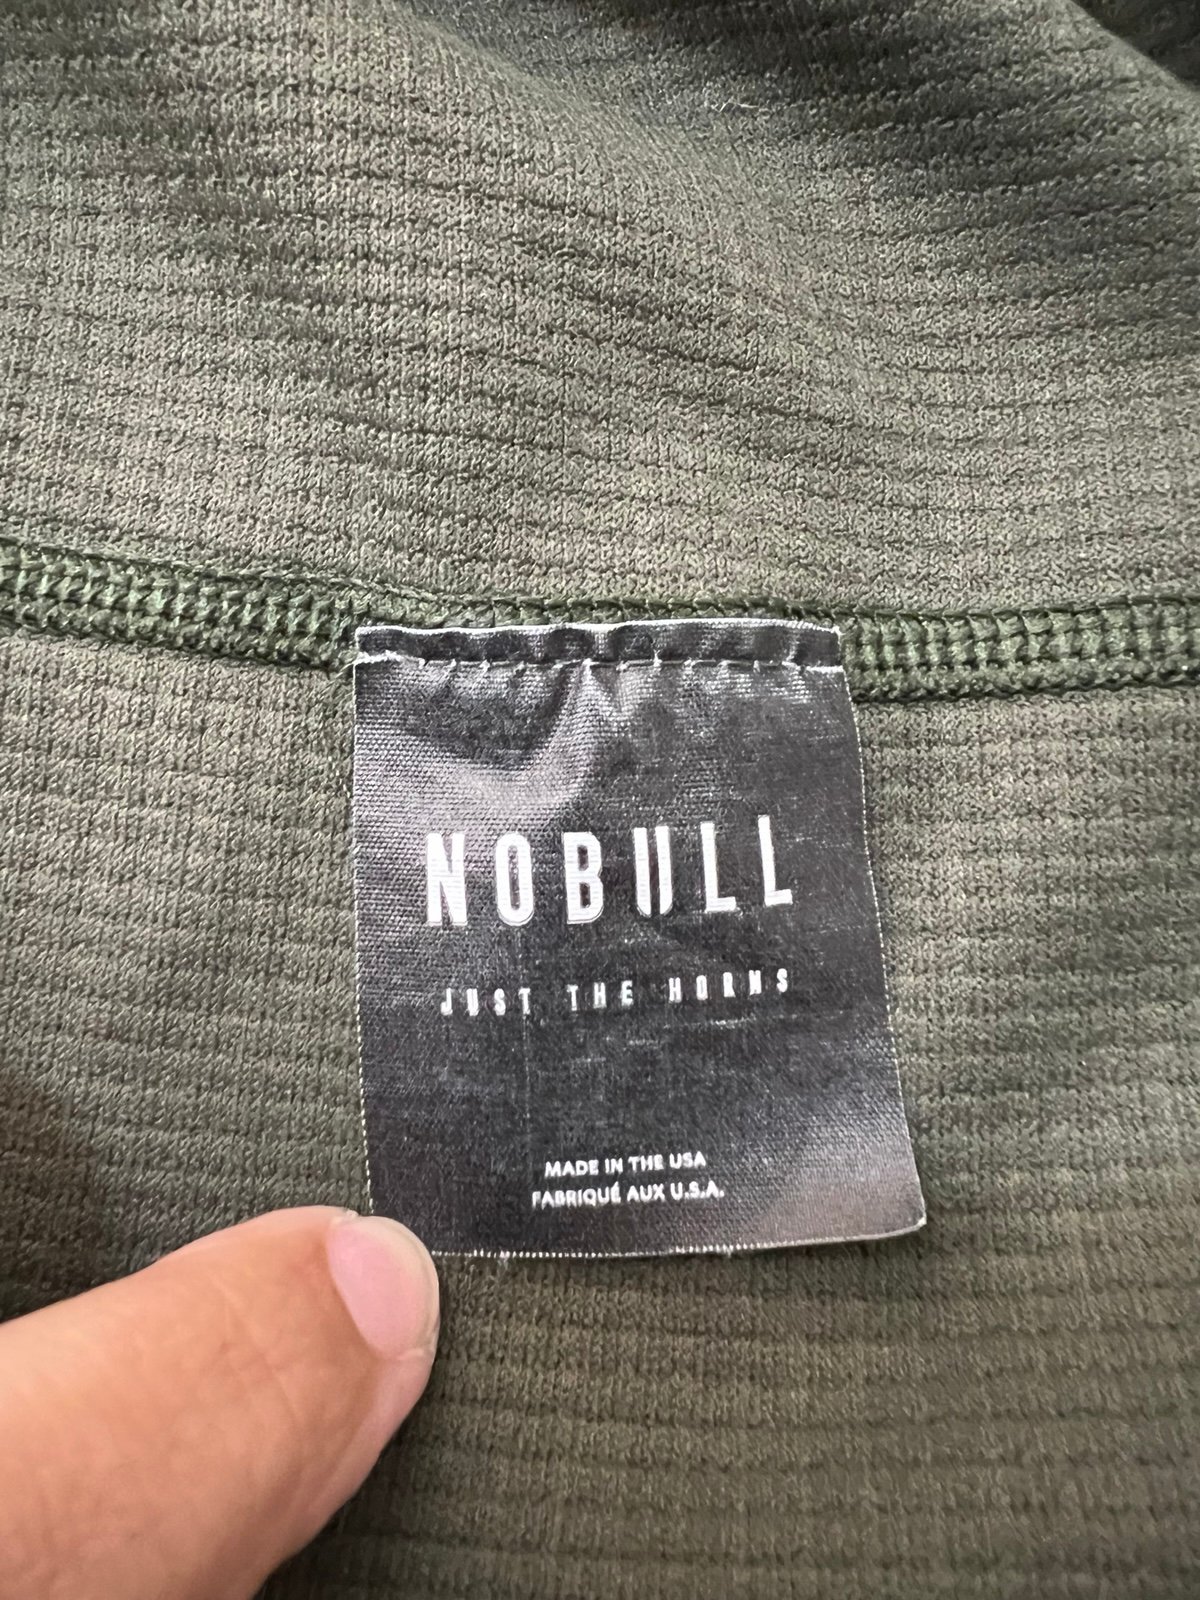 NOBULL
JUST THE HORNS
MADE IN THE USA
FABRIQUÉ AUX U.S.A.